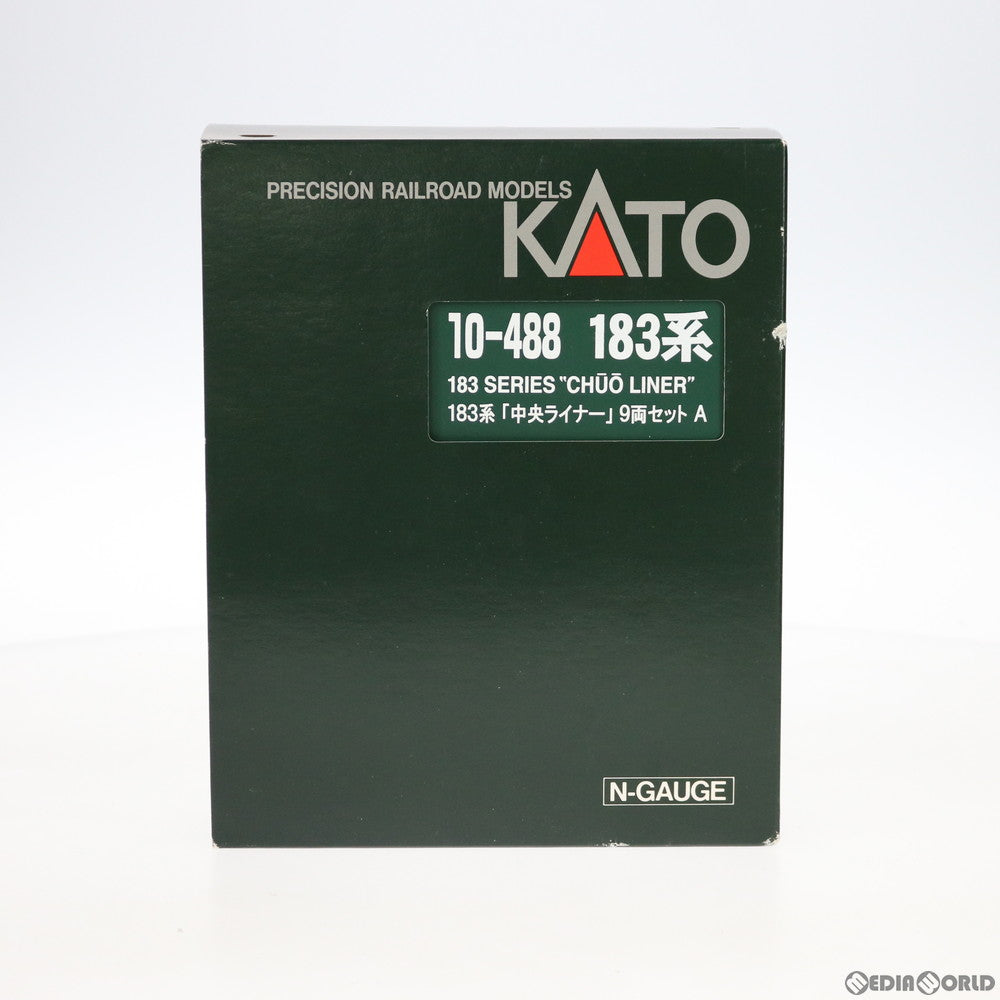 PRECISION RAILROAD MODELS
KATO
10-488 183系
183 SERIES "CHŪŌ LINER"
183系「中央ライナー」9両セット A
N-GAUGE
MEDIAWORLD